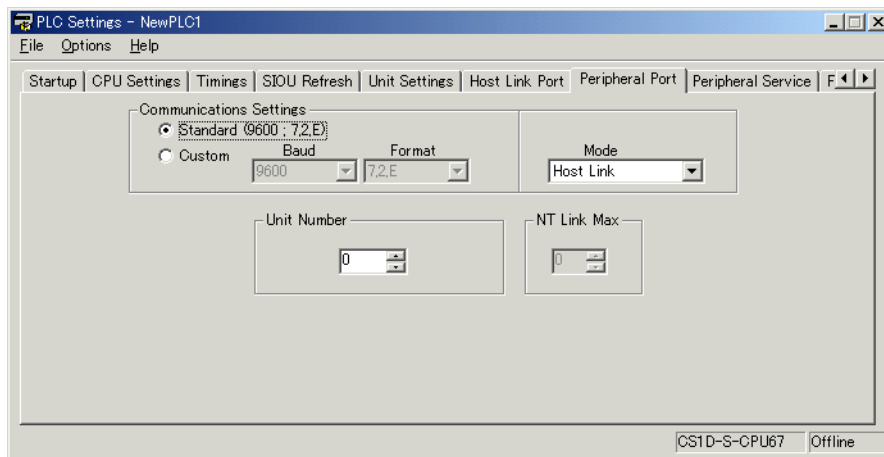 PLC Settings - NewPLC1
File Options Help
Startup CPU Settings Timings SIOU Refresh Unit Settings Host Link Port Peripheral Port Peripheral Service F
Communications Settings
Standard (9600 ; 7,2,E)
Custom Baud Format Mode
9600 7,2,E Host Link
Unit Number NT Link Max
0 0
CS1D-S-CPU67 Offline